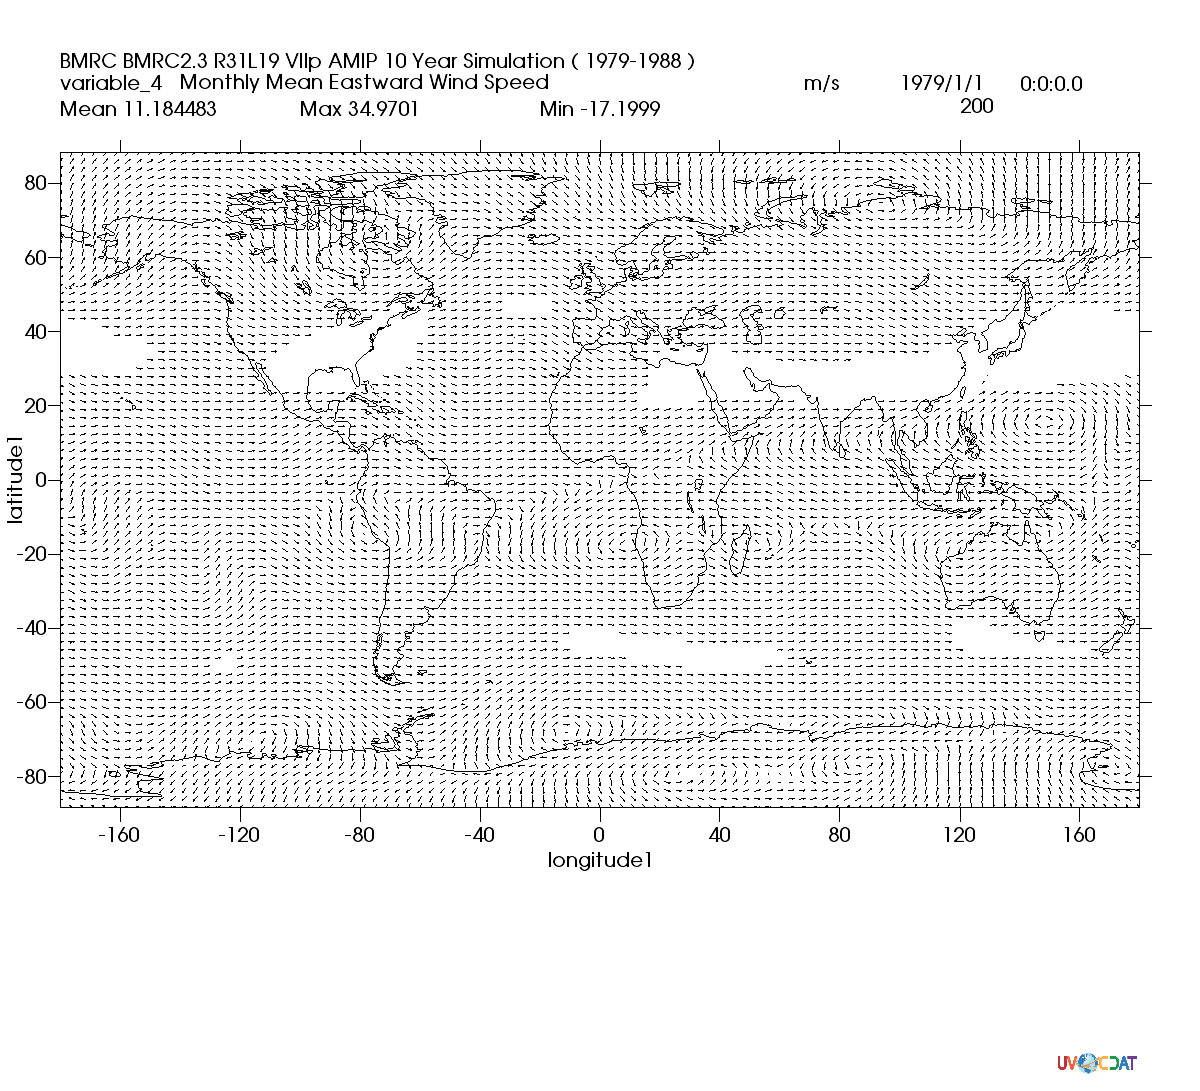 BMRC BMRC2.3 R31L19 VIIp AMIP 10 Year Simulation ( 1979-1988 )
variable_4 Monthly Mean Eastward Wind Speed m/s 1979/1/1 0:0:0.0
Mean 11.184483 Max 34.9701 Min -17.1999 200
80
60
40
20
0
-20
-40
-60
-80
latitude1
-160 -120 -80 -40 0 40 80 120 160
longitude1
UV CDAT